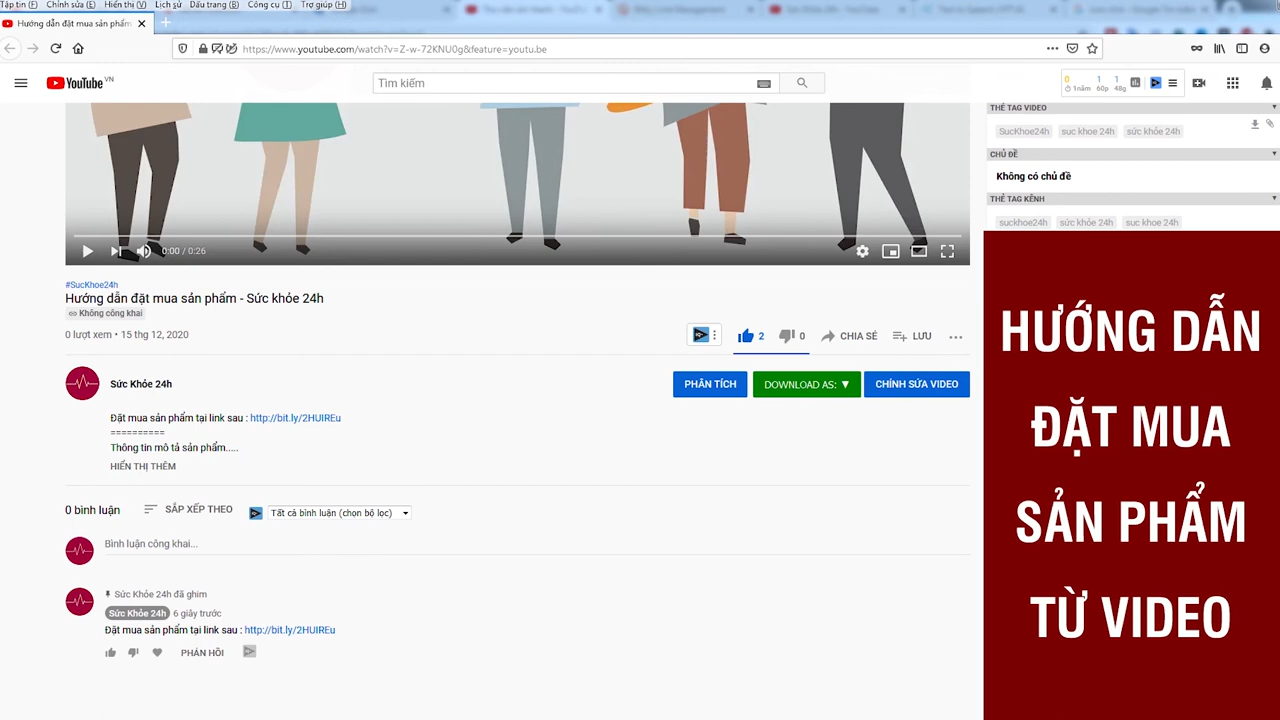 Tập tin (F) Chỉnh sửa (E) Hiển thị (V) Lịch sử Dấu trang (B) Công cụ (T) Trợ giúp (H)
Hướng dẫn đặt mua sản phẩm
https://www.youtube.com/watch?v=Z-w-72KNU0g&feature=youtu.be
YouTube VN
Tìm kiếm
0 1 1
1năm 60p 48g
THẺ TAG VIDEO
SucKhoe24h suc khoe 24h sức khỏe 24h
CHỦ ĐỀ
Không có chủ đề
THẺ TAG KÊNH
suckhoe24h sức khỏe 24h suc khoe 24h
0:00 / 0:26
#SucKhoe24h
Hướng dẫn đặt mua sản phẩm - Sức khỏe 24h
Không công khai
0 lượt xem • 15 thg 12, 2020
2 0 CHIA SẺ LƯU
Sức Khỏe 24h
PHÂN TÍCH DOWNLOAD AS: ▼ CHỈNH SỬA VIDEO
Đặt mua sản phẩm tại link sau : http://bit.ly/2HUIREu
==========
Thông tin mô tả sản phẩm.....
HIỂN THỊ THÊM
0 bình luận SẮP XẾP THEO Tất cả bình luận (chọn bộ lọc)
Bình luận công khai...
Sức Khỏe 24h đã ghim
Sức Khỏe 24h 6 giây trước
Đặt mua sản phẩm tại link sau : http://bit.ly/2HUIREu
PHẢN HỒI
HƯỚNG DẪN
ĐẶT MUA
SẢN PHẨM
TỪ VIDEO